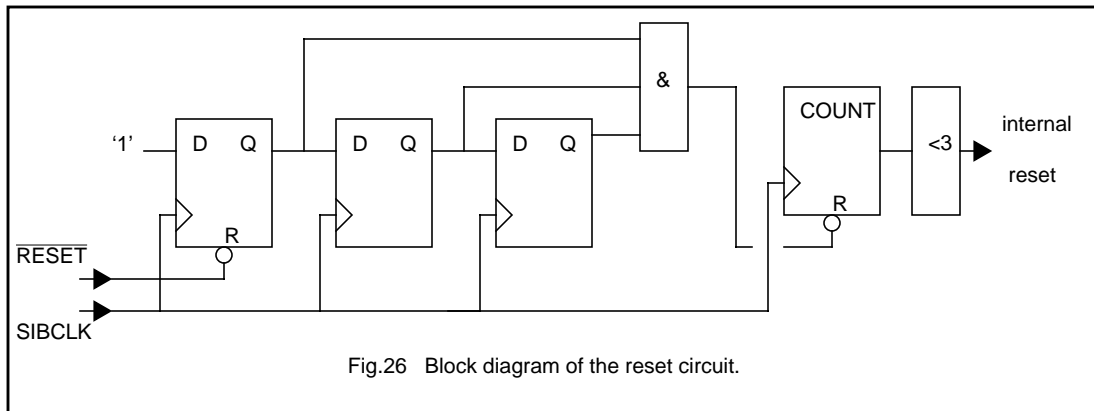 &
COUNT
internal
reset
<3
'1'
D Q
D Q
D Q
R
R
RESET
SIBCLK
Fig.26 Block diagram of the reset circuit.